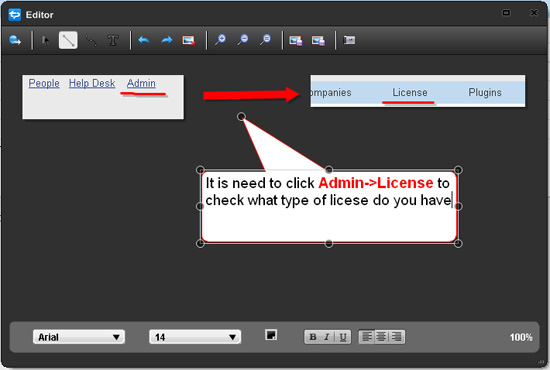 Editor
People Help Desk Admin
ompanies License Plugins
It is need to click Admin->License to
check what type of licese do you have
Arial 14 B I U 100%